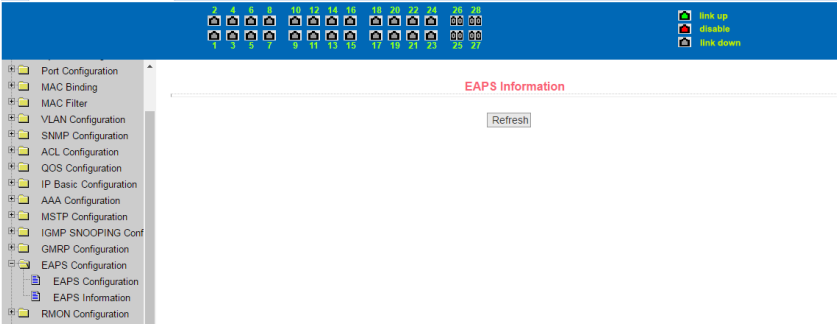 2 4 6 8 10 12 14 16 18 20 22 24 26 28
1 3 5 7 9 11 13 15 17 19 21 23 25 27
link up
disable
link down
Port Configuration
MAC Binding
MAC Filter
VLAN Configuration
SNMP Configuration
ACL Configuration
QOS Configuration
IP Basic Configuration
AAA Configuration
MSTP Configuration
IGMP SNOOPING Conf
GMRP Configuration
EAPS Configuration
EAPS Configuration
EAPS Information
RMON Configuration
EAPS Information
Refresh